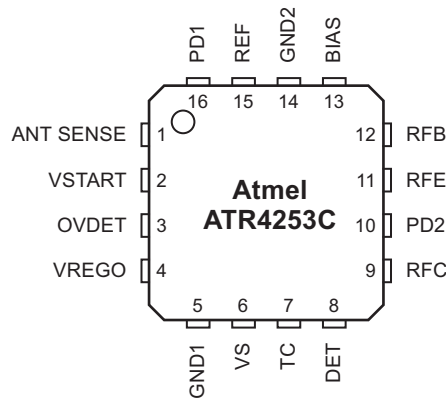 PD1 REF GND2 BIAS
16 15 14 13
ANT SENSE 1 12 RFB
VSTART 2 11 RFE
OVDET 3 10 PD2
VREGO 4 9 RFC
Atmel
ATR4253C
5 6 7 8
GND1 VS TC DET